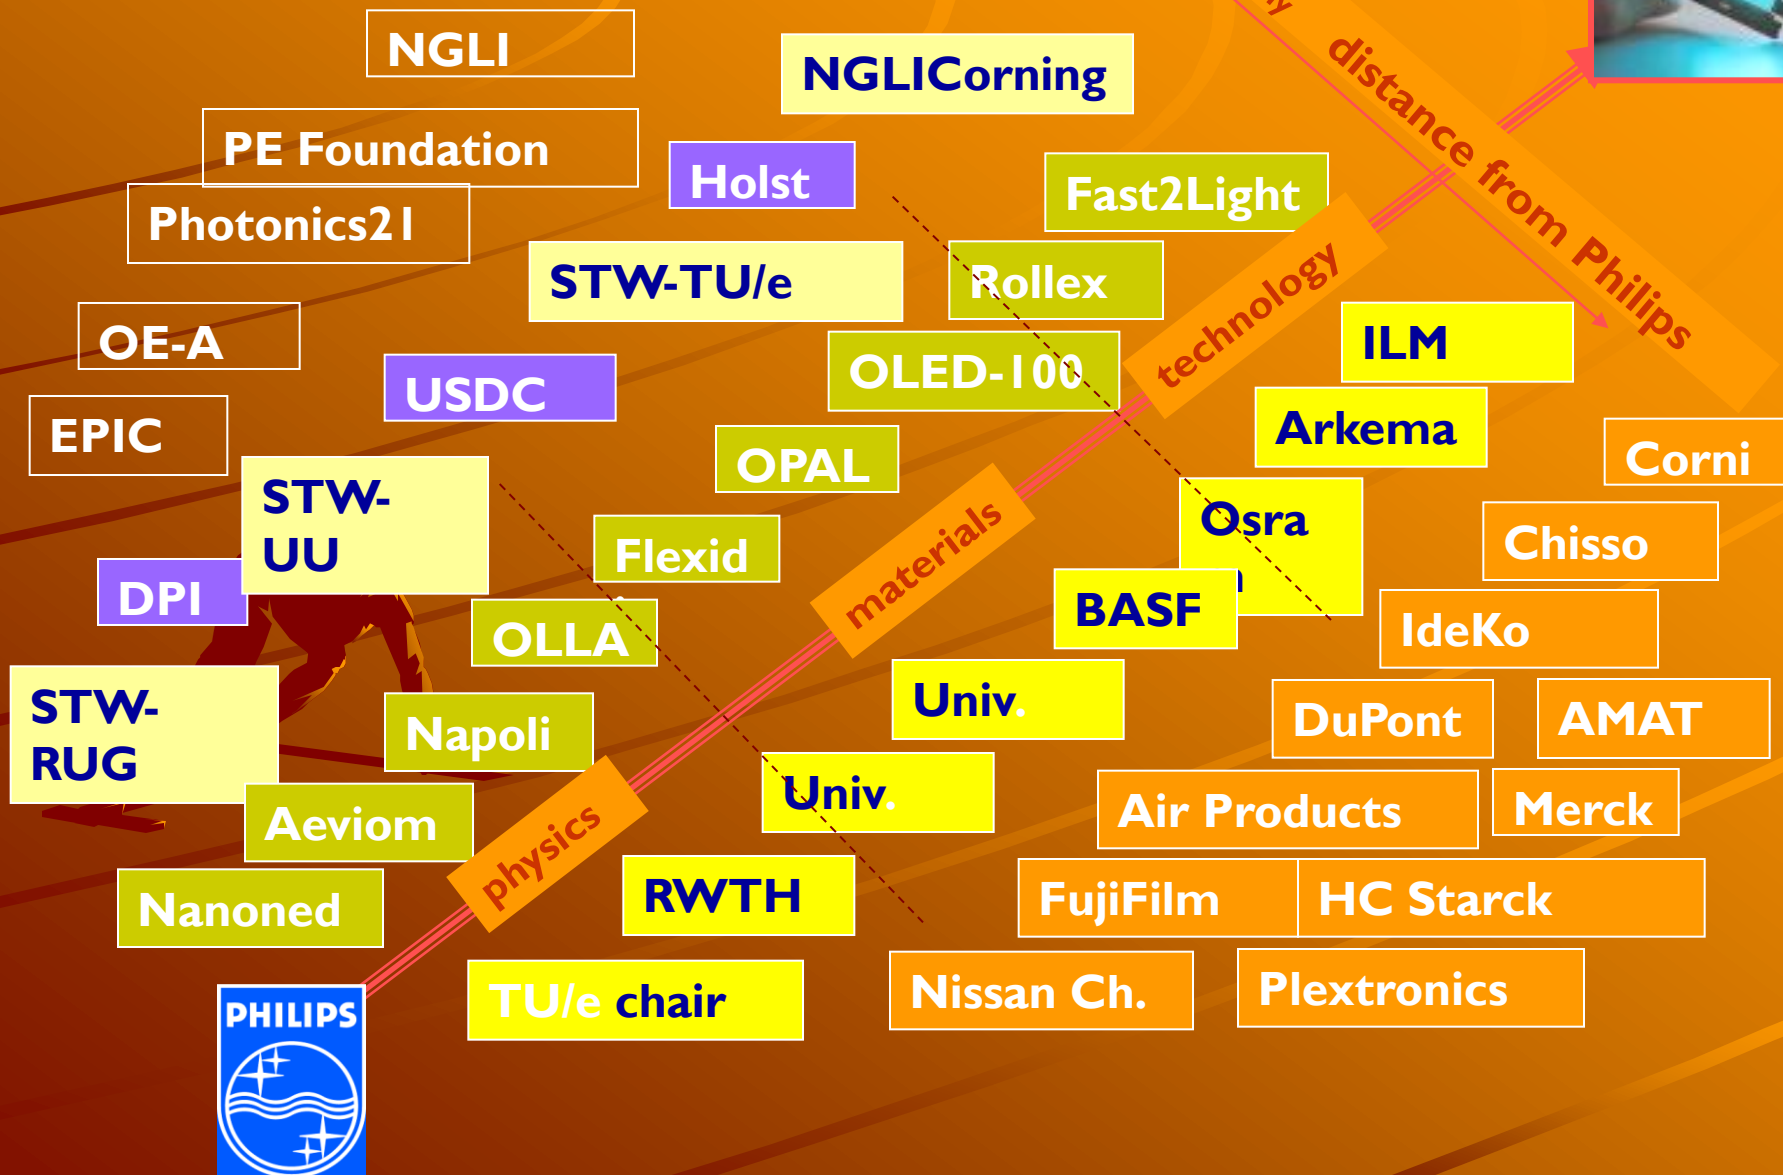 NGLI
NGLICorning
distance from Philips
PE Foundation
Holst
Fast2Light
Photonics21
STW-TU/e
Rollex
technology
OE-A
ILM
USDC
OLED-100
Arkema
EPIC
OPAL
Corni
STW-
UU
Osra
Chisso
Flexid
materials
DPI
BASF
IdeKo
OLLA
STW-
RUG
Napoli
Univ.
DuPont
AMAT
Aeviom
Univ.
Air Products
Merck
physics
Nanoned
RWTH
FujiFilm
HC Starck
TU/e chair
Nissan Ch.
Plextronics
PHILIPS